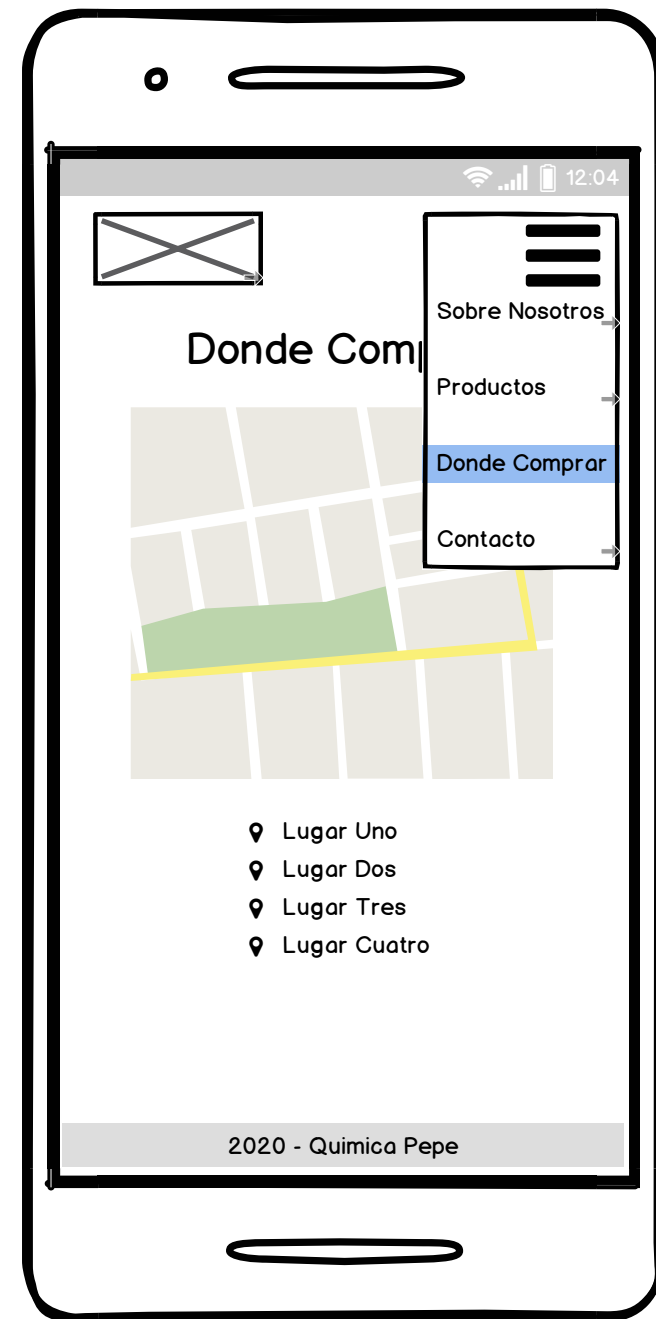 12:04
Sobre Nosotros
Donde Com
Productos
Donde Comprar
Contacto
Lugar Uno
Lugar Dos
Lugar Tres
Lugar Cuatro
2020 - Quimica Pepe